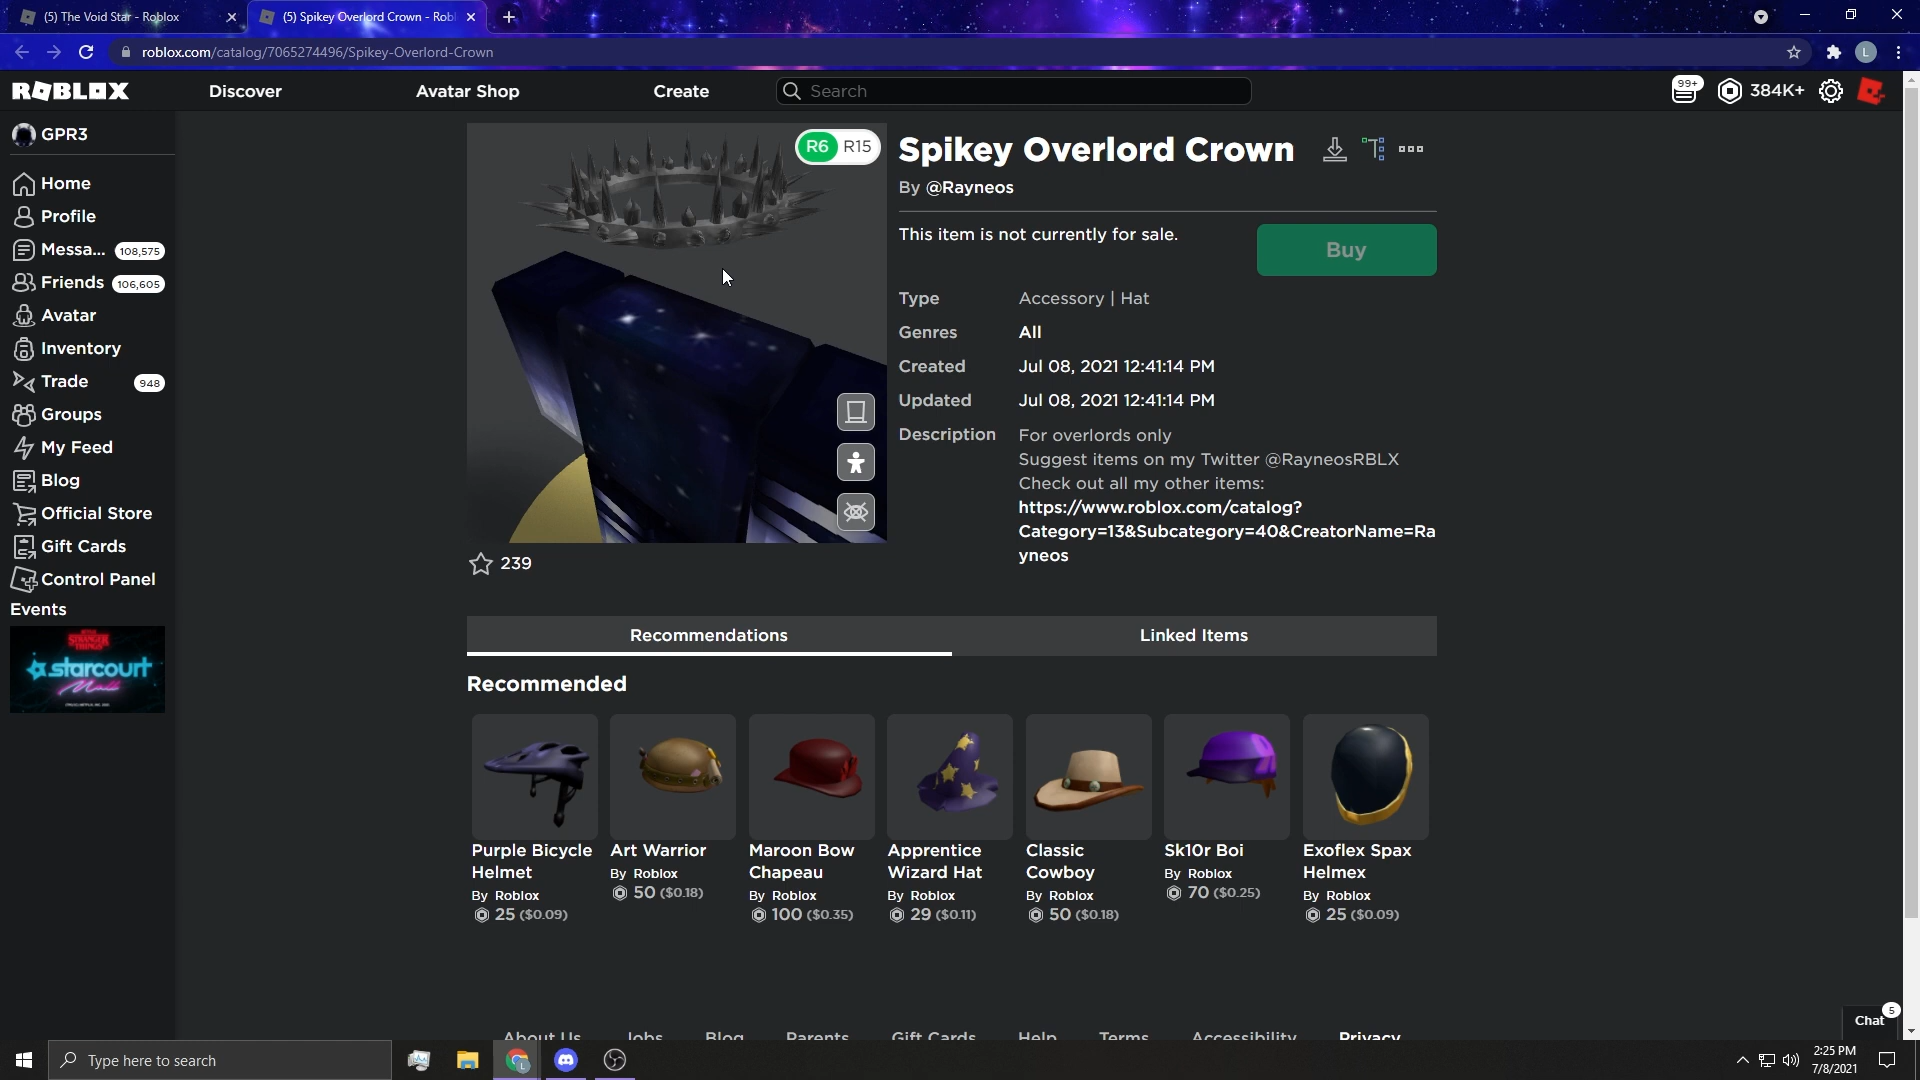 (5) The Void Star - Roblox
(5) Spikey Overlord Crown - Rob
roblox.com/catalog/7065274496/Spikey-Overlord-Crown
L
ROBLOX
Discover
Avatar Shop
Create
Search
99+
384K+
GPR3
Home
Profile
Messa... 108,575
Friends 106,605
Avatar
Inventory
Trade 948
Groups
My Feed
Blog
Official Store
Gift Cards
Control Panel
Events
STRANGER
THINGS
starcourt
Mall
R6 R15
239
Spikey Overlord Crown
By @Rayneos
This item is not currently for sale.
Buy
Type Accessory | Hat
Genres All
Created Jul 08, 2021 12:41:14 PM
Updated Jul 08, 2021 12:41:14 PM
Description For overlords only
Suggest items on my Twitter @RayneosRBLX
Check out all my other items:
https://www.roblox.com/catalog?
Category=13&Subcategory=40&CreatorName=Ra
yneos
Recommendations
Linked Items
Recommended
Purple Bicycle
Helmet
By Roblox
25 ($0.09)
Art Warrior
By Roblox
50 ($0.18)
Maroon Bow
Chapeau
By Roblox
100 ($0.35)
Apprentice
Wizard Hat
By Roblox
29 ($0.11)
Classic
Cowboy
By Roblox
50 ($0.18)
Sk10r Boi
By Roblox
70 ($0.25)
Exoflex Spax
Helmex
By Roblox
25 ($0.09)
About Us Jobs Blog Parents Gift Cards Help Terms Accessibility Privacy
Chat 5
Type here to search
2:25 PM
7/8/2021